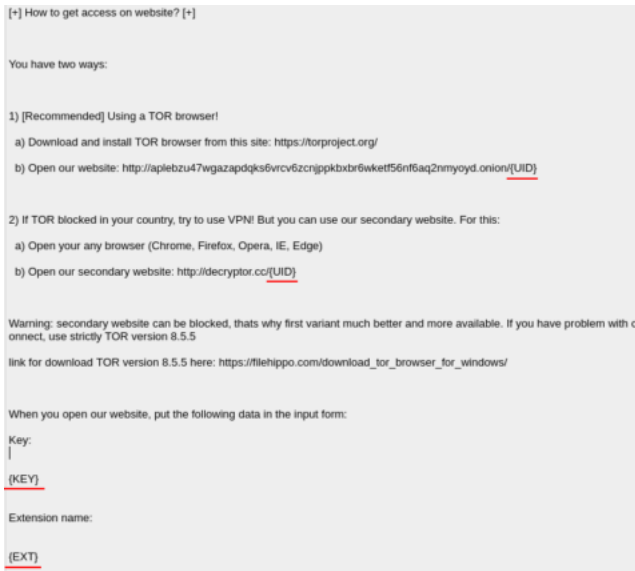 [+] How to get access on website? [+]
You have two ways:
1) [Recommended] Using a TOR browser!
a) Download and install TOR browser from this site: https://torproject.org/
b) Open our website: http://aplebzu47wgazapdqks6vrcv6zcnjppkbxbr6wketf56nf6aq2nmyoyd.onion/{UID}
2) If TOR blocked in your country, try to use VPN! But you can use our secondary website. For this:
a) Open your any browser (Chrome, Firefox, Opera, IE, Edge)
b) Open our secondary website: http://decryptor.cc/{UID}
Warning: secondary website can be blocked, thats why first variant much better and more available. If you have problem with c
onnect, use strictly TOR version 8.5.5
link for download TOR version 8.5.5 here: https://filehippo.com/download_tor_browser_for_windows/
When you open our website, put the following data in the input form:
Key:
{KEY}
Extension name:
{EXT}